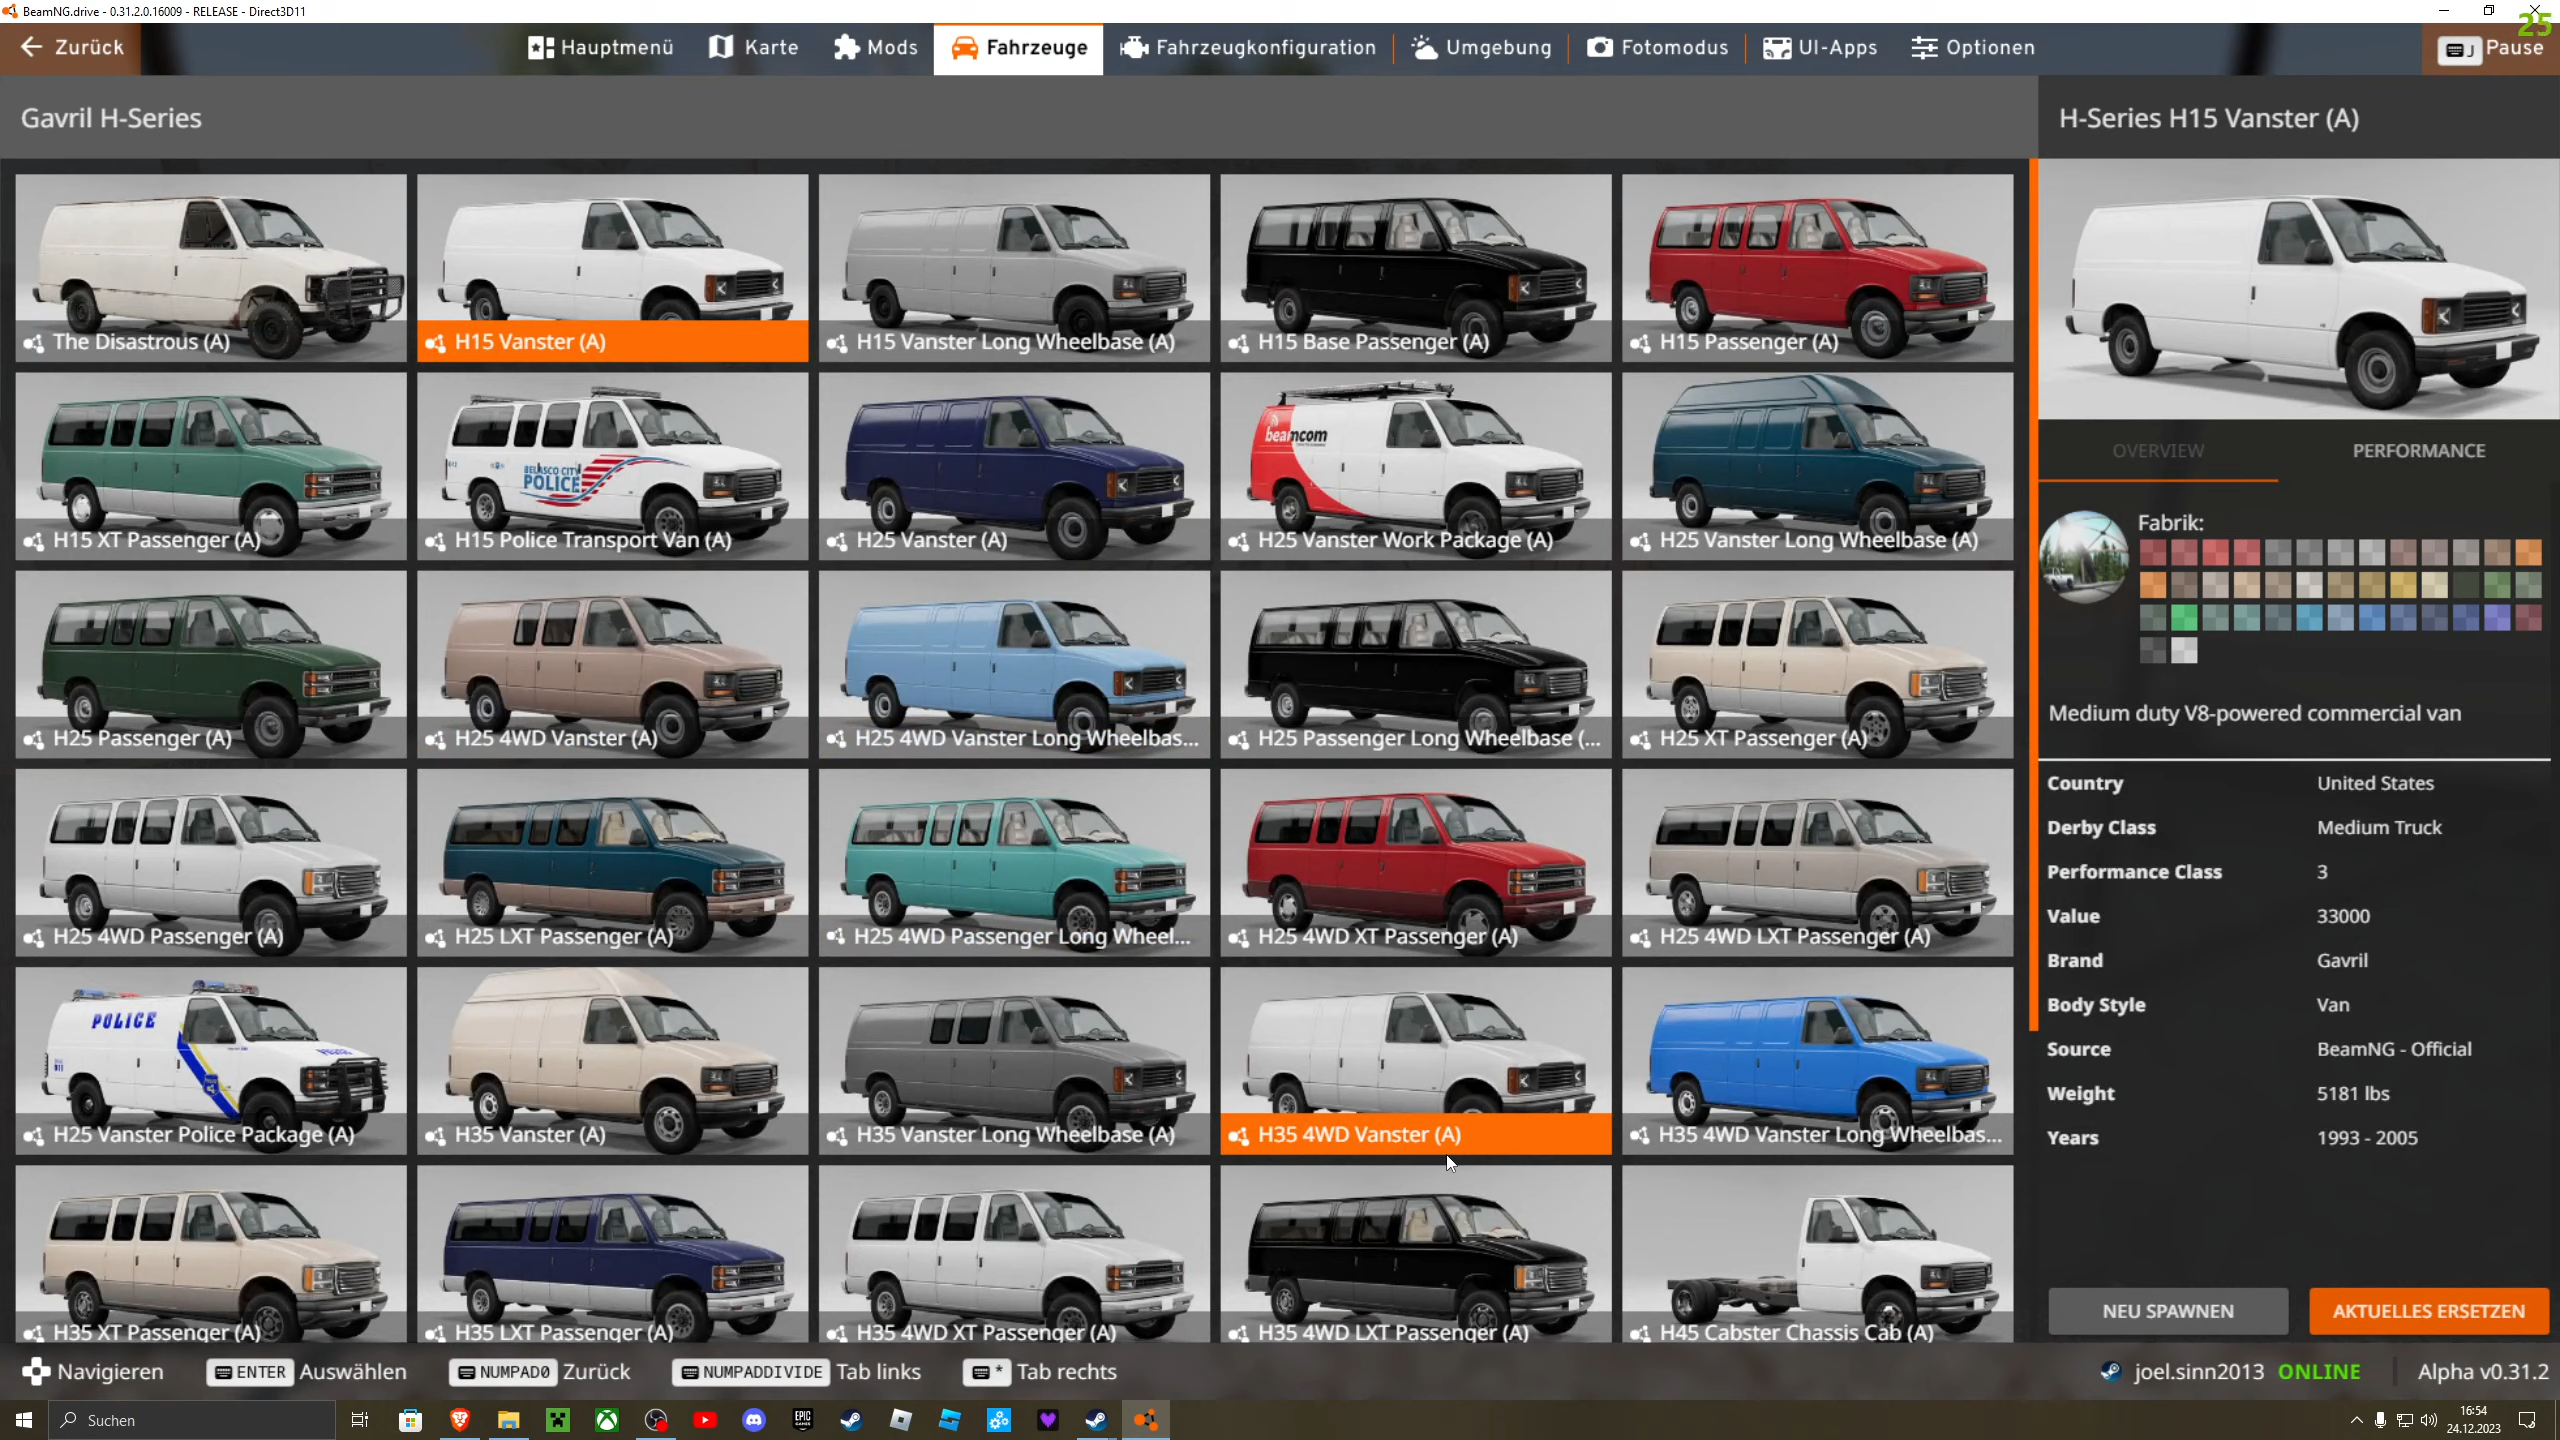 BeamNG.drive - 0.31.2.0.16009 - RELEASE - Direct3D11
25
Zurück
Hauptmenü
Karte
Mods
Fahrzeuge
Fahrzeugkonfiguration
Umgebung
Fotomodus
UI-Apps
Optionen
J Pause
Gavril H-Series
H-Series H15 Vanster (A)
The Disastrous (A)
H15 Vanster (A)
H15 Vanster Long Wheelbase (A)
H15 Base Passenger (A)
H15 Passenger (A)
BELASCO CITY
POLICE
beamcom
H15 XT Passenger (A)
H15 Police Transport Van (A)
H25 Vanster (A)
H25 Vanster Work Package (A)
H25 Vanster Long Wheelbase (A)
H25 Passenger (A)
H25 4WD Vanster (A)
H25 4WD Vanster Long Wheelbas...
H25 Passenger Long Wheelbase (...
H25 XT Passenger (A)
H25 4WD Passenger (A)
H25 LXT Passenger (A)
H25 4WD Passenger Long Wheel...
H25 4WD XT Passenger (A)
H25 4WD LXT Passenger (A)
POLICE
H25 Vanster Police Package (A)
H35 Vanster (A)
H35 Vanster Long Wheelbase (A)
H35 4WD Vanster (A)
H35 4WD Vanster Long Wheelbas...
H35 XT Passenger (A)
H35 LXT Passenger (A)
H35 4WD XT Passenger (A)
H35 4WD LXT Passenger (A)
H45 Cabster Chassis Cab (A)
OVERVIEW
PERFORMANCE
Fabrik:
Medium duty V8-powered commercial van
Country United States
Derby Class Medium Truck
Performance Class 3
Value 33000
Brand Gavril
Body Style Van
Source BeamNG - Official
Weight 5181 lbs
Years 1993 - 2005
NEU SPAWNEN
AKTUELLES ERSETZEN
Navigieren
ENTER Auswählen
NUMPAD0 Zurück
NUMPADDIVIDE Tab links
* Tab rechts
joel.sinn2013 ONLINE
Alpha v0.31.2
Suchen
EPIC GAMES
16:54
24.12.2023